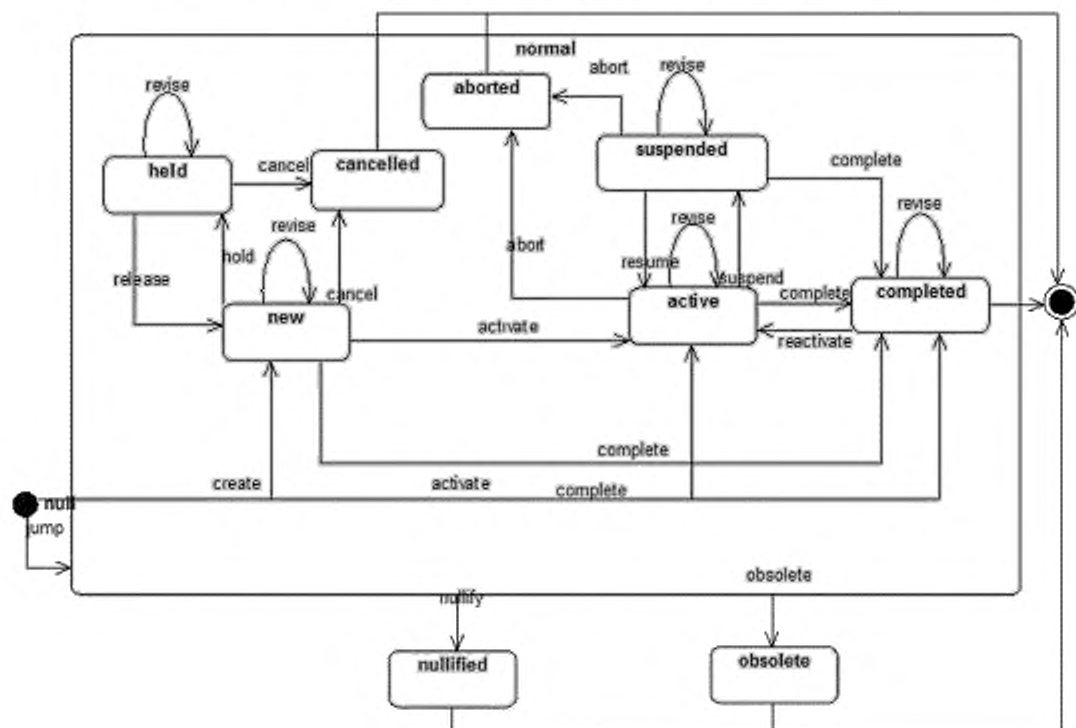 normal
revise
abort
revise
aborted
suspended
held
cancel
cancelled
complete
revise
revise
revise
hold
abort
release
resume
suspend
cancel
new
active
complete
completed
activate
reactivate
complete
create
activate
complete
null
jump
obsolete
nullify
nullified
obsolete